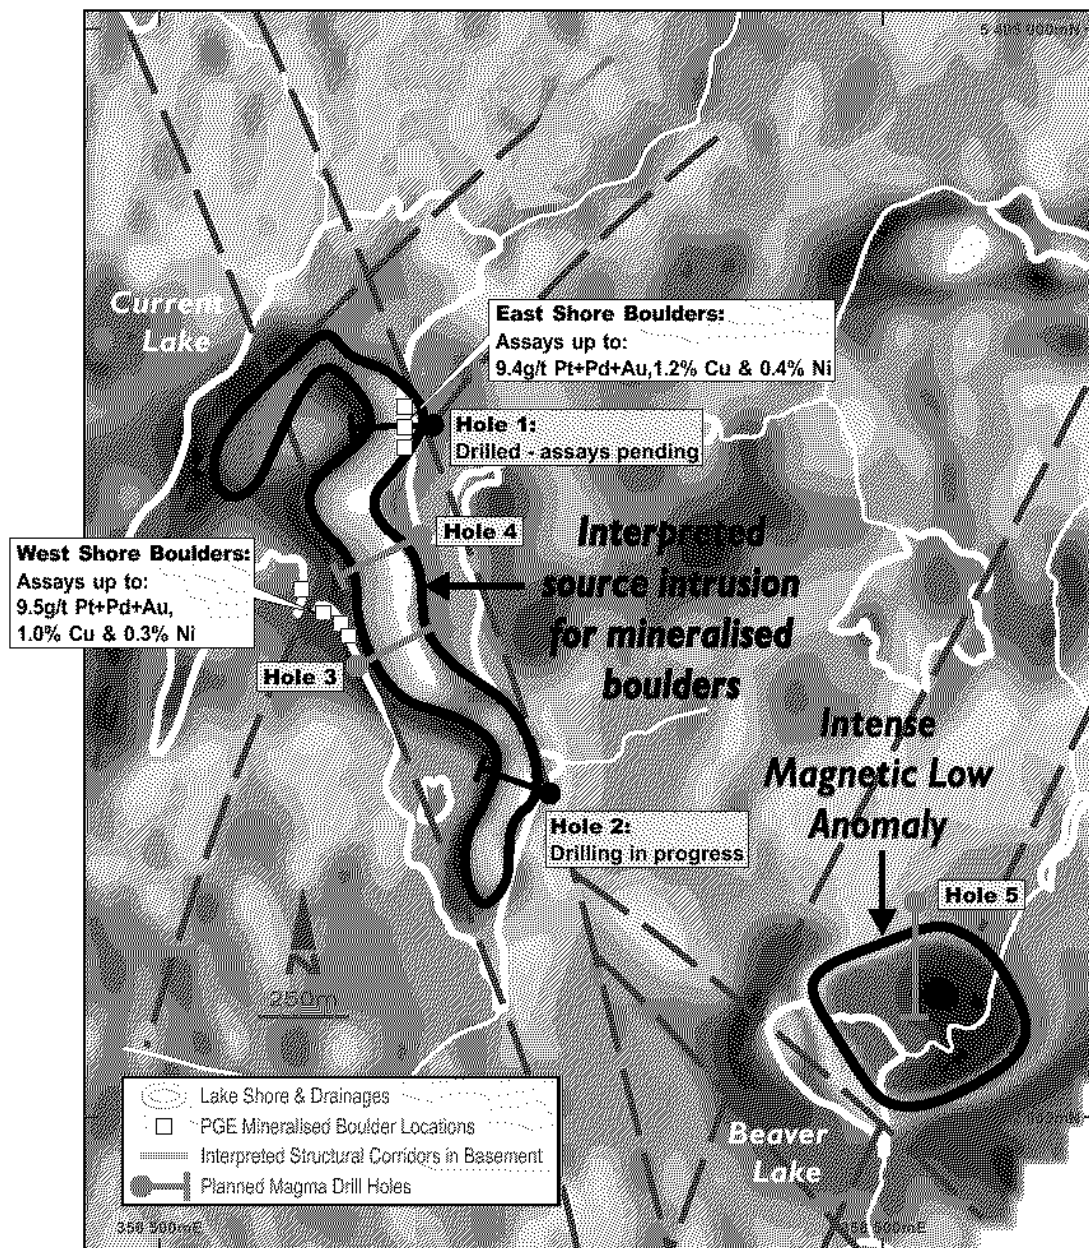 5 405 000mN
Current
Lake
East Shore Boulders:
Assays up to:
9.4g/t Pt+Pd+Au,1.2% Cu & 0.4% Ni
Hole 1:
Drilled - assays pending
Hole 4
Interpreted
source intrusion
for mineralised
boulders
West Shore Boulders:
Assays up to:
9.5g/t Pt+Pd+Au,
1.0% Cu & 0.3% Ni
Hole 3
Intense
Magnetic Low
Anomaly
Hole 2:
Drilling in progress
Hole 5
N
250m
Lake Shore & Drainages
PGE Mineralised Boulder Locations
Interpreted Structural Corridors in Basement
Planned Magma Drill Holes
Beaver
Lake